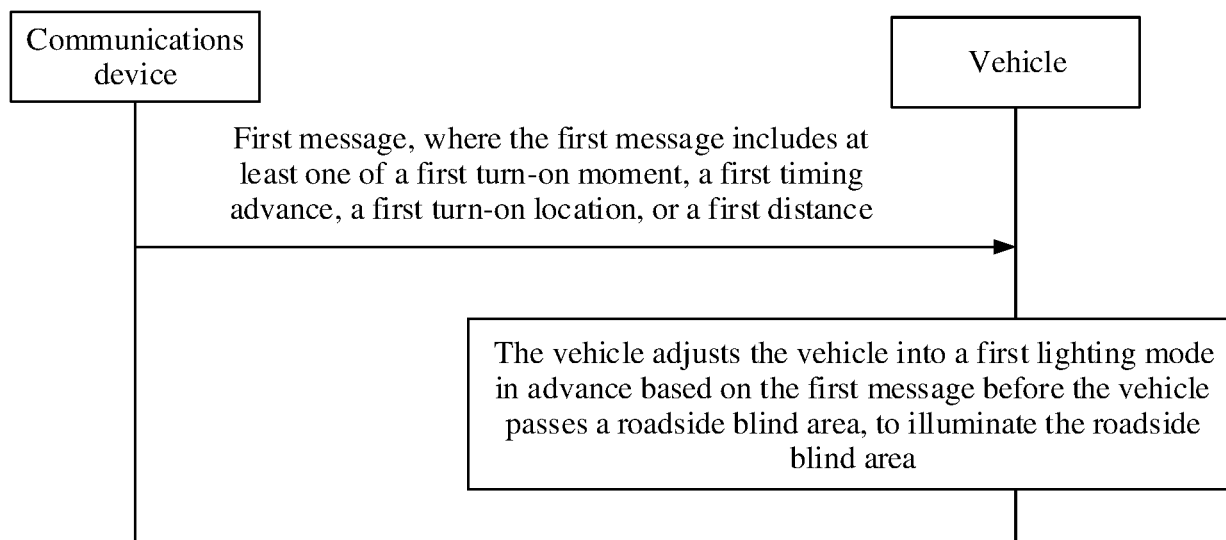 Communications
device
Vehicle
First message, where the first message includes at
least one of a first turn-on moment, a first timing
advance, a first turn-on location, or a first distance
The vehicle adjusts the vehicle into a first lighting mode
in advance based on the first message before the vehicle
passes a roadside blind area, to illuminate the roadside
blind area